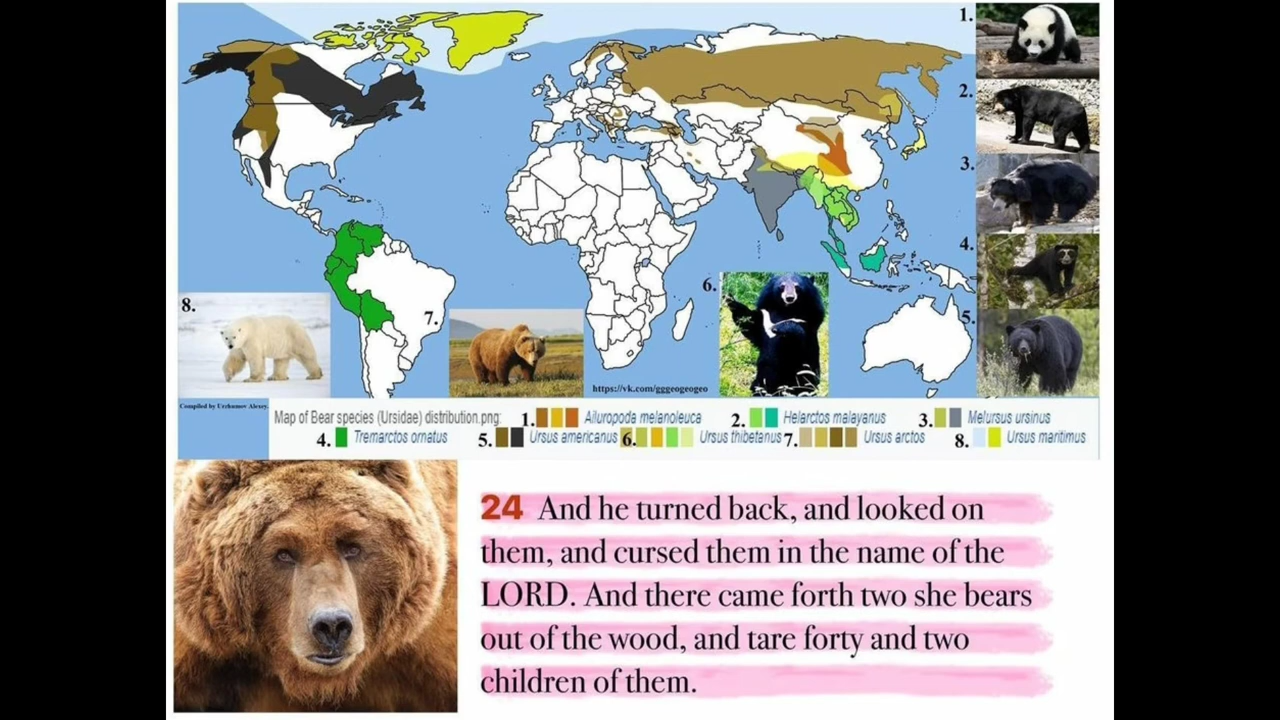 1.
2.
3.
4.
5.
6.
7.
8.
https://vk.com/gggeogeogeo
Compiled by Urzhumov Alexey.
Map of Bear species (Ursidae) distribution.png: 1. Ailuropoda melanoleuca 2. Helarctos malayanus 3. Melursus ursinus
4. Tremarctos ornatus 5. Ursus americanus 6. Ursus thibetanus 7. Ursus arctos 8. Ursus maritimus
24 And he turned back, and looked on
them, and cursed them in the name of the
LORD. And there came forth two she bears
out of the wood, and tare forty and two
children of them.